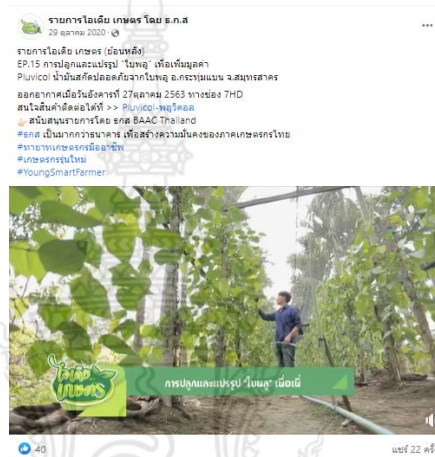 รายการไอเดีย เกษตร โดย ธ.ก.ส
29 ตุลาคม 2020
รายการไอเดีย เกษตร (ย้อนหลัง)
EP.15 การปลูกและแปรรูป "ใบพลู" เพื่อเพิ่มมูลค่า
Pluvicol น้ำมันสกัดปลอดภัยจากใบพลู อ.กระทุ่มแบน จ.สมุทรสาคร
ออกอากาศเมื่อวันอังคารที่ 27ตุลาคม 2563 ทางช่อง 7HD
สนใจสินค้าติดต่อได้ที่ >> Pluvicol-พลูวิคอล
👉สนับสนุนรายการโดย ธกส BAAC Thailand
#ธกส เป็นมากกว่าธนาคาร เพื่อสร้างความมั่นคงของภาคเกษตรกรไทย
#ทายาทเกษตรกรมืออาชีพ
#เกษตรกรรุ่นใหม่
#YoungSmartFarmer
ไอเดีย
เกษตร
การปลูกและแปรรูป "ใบพลู" เพื่อเพิ่
40
แชร์ 22 ครั้ง